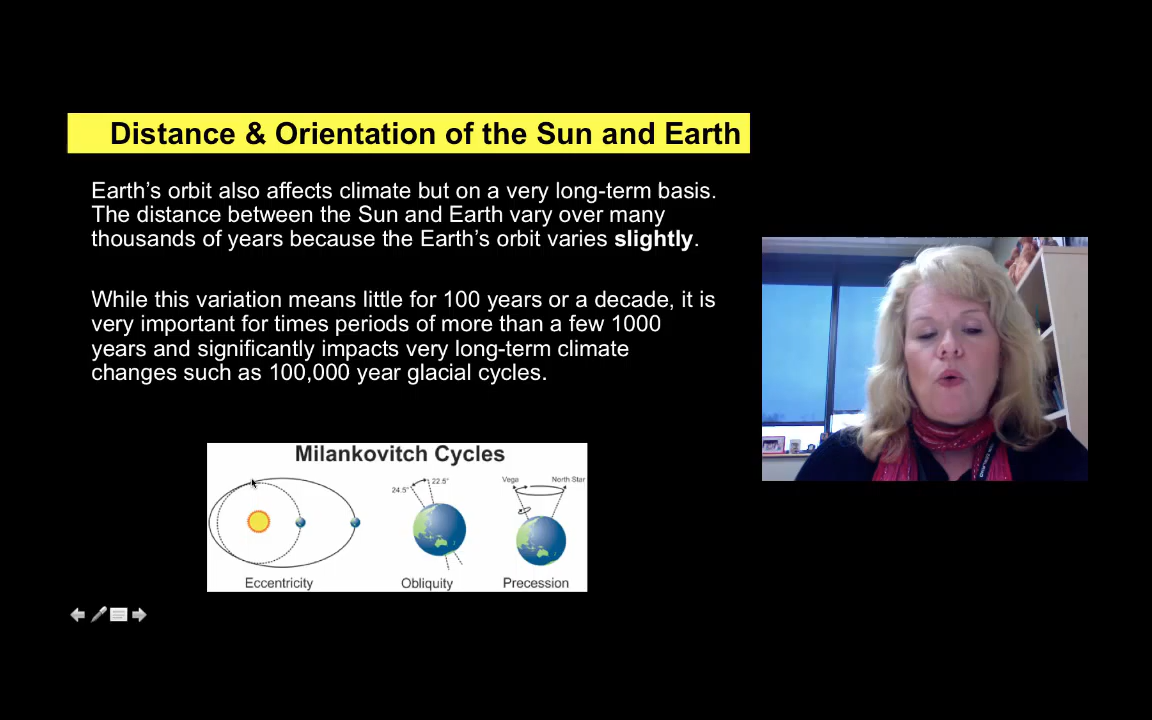 Distance & Orientation of the Sun and Earth
Earth's orbit also affects climate but on a very long-term basis.
The distance between the Sun and Earth vary over many
thousands of years because the Earth's orbit varies slightly.
While this variation means little for 100 years or a decade, it is
very important for times periods of more than a few 1000
years and significantly impacts very long-term climate
changes such as 100,000 year glacial cycles.
Milankovitch Cycles
24.5° 22.5°
Vega North Star
Eccentricity Obliquity Precession